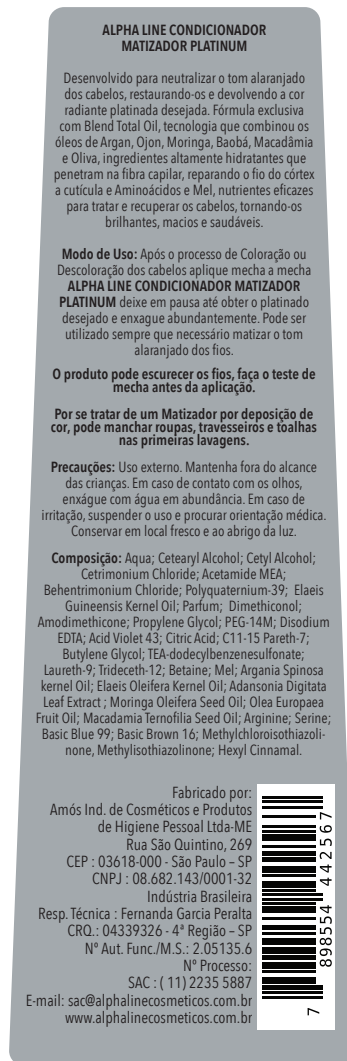 ALPHA LINE CONDICIONADOR
MATIZADOR PLATINUM
Desenvolvido para neutralizar o tom alaranjado
dos cabelos, restaurando-os e devolvendo a cor
radiante platinada desejada. Fórmula exclusiva
com Blend Total Oil, tecnologia que combinou os
óleos de Argan, Ojon, Moringa, Baobá, Macadâmia
e Oliva, ingredientes altamente hidratantes que
penetram na fibra capilar, reparando o fio do córtex
a cutícula e Aminoácidos e Mel, nutrientes eficazes
para tratar e recuperar os cabelos, tornando-os
brilhantes, macios e saudáveis.
Modo de Uso: Após o processo de Coloração ou
Descoloração dos cabelos aplique mecha a mecha
ALPHA LINE CONDICIONADOR MATIZADOR
PLATINUM deixe em pausa até obter o platinado
desejado e enxague abundantemente. Pode ser
utilizado sempre que necessário matizar o tom
alaranjado dos fios.
O produto pode escurecer os fios, faça o teste de
mecha antes da aplicação.
Por se tratar de um Matizador por deposição de
cor, pode manchar roupas, travesseiros e toalhas
nas primeiras lavagens.
Precauções: Uso externo. Mantenha fora do alcance
das crianças. Em caso de contato com os olhos,
enxágue com água em abundância. Em caso de
irritação, suspender o uso e procurar orientação médica.
Conservar em local fresco e ao abrigo da luz.
Composição: Aqua; Cetearyl Alcohol; Cetyl Alcohol;
Cetrimonium Chloride; Acetamide MEA;
Behentrimonium Chloride; Polyquaternium-39; Elaeis
Guineensis Kernel Oil; Parfum; Dimethiconol;
Amodimethicone; Propylene Glycol; PEG-14M; Disodium
EDTA; Acid Violet 43; Citric Acid; C11-15 Pareth-7;
Butylene Glycol; TEA-dodecylbenzenesulfonate;
Laureth-9; Trideceth-12; Betaine; Mel; Argania Spinosa
kernel Oil; Elaeis Oleifera Kernel Oil; Adansonia Digitata
Leaf Extract ; Moringa Oleifera Seed Oil; Olea Europaea
Fruit Oil; Macadamia Ternofilia Seed Oil; Arginine; Serine;
Basic Blue 99; Basic Brown 16; Methylchloroisothiazoli-
none, Methylisothiazolinone; Hexyl Cinnamal.
Fabricado por:
Amós Ind. de Cosméticos e Produtos
de Higiene Pessoal Ltda-ME
Rua São Quintino, 269
CEP : 03618-000 - São Paulo – SP
CNPJ : 08.682.143/0001-32
Indústria Brasileira
Resp. Técnica : Fernanda Garcia Peralta
CRQ.: 04339326 - 4ª Região – SP
Nº Aut. Func./M.S.: 2.05135.6
Nº Processo:
SAC : ( 11) 2235 5887
E-mail: sac@alphalinecosmeticos.com.br
www.alphalinecosmeticos.com.br
7 898554 442567